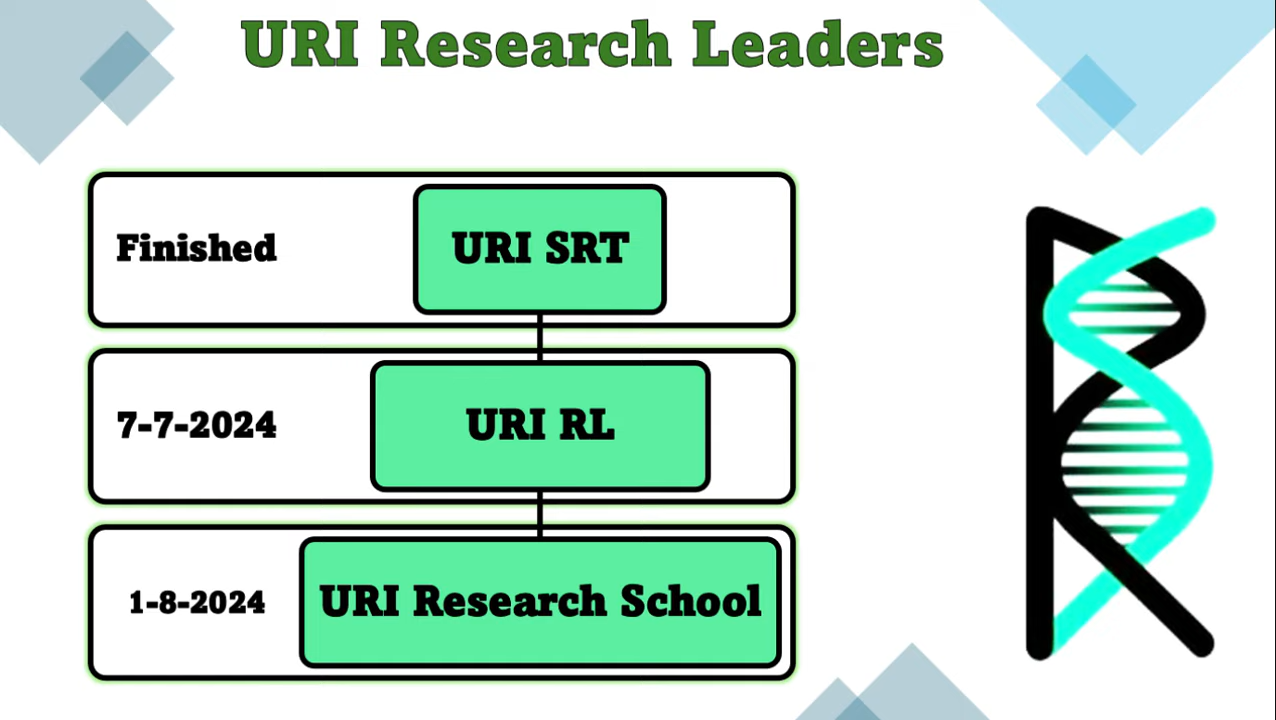 URI Research Leaders
Finished
URI SRT
7-7-2024
URI RL
1-8-2024
URI Research School